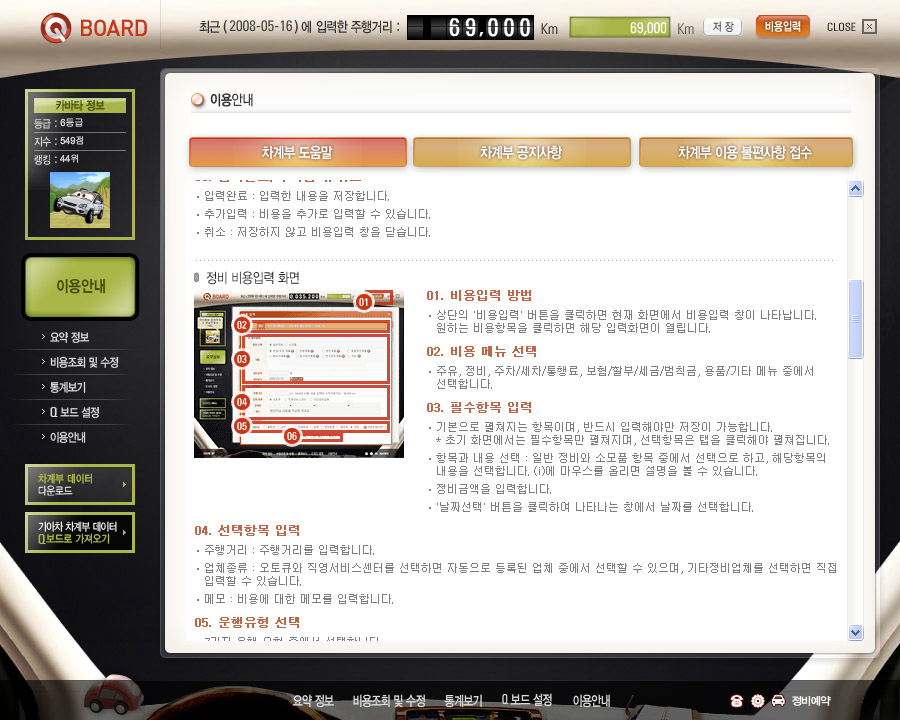 Q BOARD
최근 ( 2008-05-16 ) 에 입력한 주행거리 :
69,000 Km
69,000 Km
저 장
비용입력
CLOSE
카바타 정보
등급 : 6등급
지수 : 549점
랭킹 : 44위
이용안내
요약 정보
비용조회 및 수정
통계보기
Q 보드 설정
이용안내
차계부 데이터
다운로드
기아차 차계부 데이터
Q보드로 가져오기
이용안내
차계부 도움말
차계부 공지사항
차계부 이용 불편사항 접수
· 입력완료 : 입력한 내용을 저장합니다.
· 추가입력 : 비용을 추가로 입력할 수 있습니다.
· 취소 : 저장하지 않고 비용입력 창을 닫습니다.
정비 비용입력 화면
Q BOARD
0,035,200
01
02
03
04
05
06
01. 비용입력 방법
· 상단의 '비용입력' 버튼을 클릭하면 현재 화면에서 비용입력 창이 나타납니다.
원하는 비용항목을 클릭하면 해당 입력화면이 열립니다.
02. 비용 메뉴 선택
· 주유, 정비, 주차/세차/통행료, 보험/할부/세금/범칙금, 용품/기타 메뉴 중에서
선택합니다.
03. 필수항목 입력
· 기본으로 펼쳐지는 항목이며, 반드시 입력해야만 저장이 가능합니다.
* 초기 화면에서는 필수항목만 펼쳐지며, 선택항목은 탭을 클릭해야 펼쳐집니다.
· 항목과 내용 선택 : 일반 정비와 소모품 항목 중에서 선택으로 하고, 해당항목의
내용을 선택합니다. (i)에 마우스를 올리면 설명을 볼 수 있습니다.
· 정비금액을 입력합니다.
· '날짜선택' 버튼을 클릭하여 나타나는 창에서 날짜를 선택합니다.
04. 선택항목 입력
· 주행거리 : 주행거리를 입력합니다.
· 업체종류 : 오토큐와 직영서비스센터를 선택하면 자동으로 등록된 업체 중에서 선택할 수 있으며, 기타정비업체를 선택하면 직접
입력할 수 있습니다.
· 메모 : 비용에 대한 메모를 입력합니다.
05. 운행유형 선택
요약 정보
비용조회 및 수정
통계보기
Q 보드 설정
이용안내
정비예약